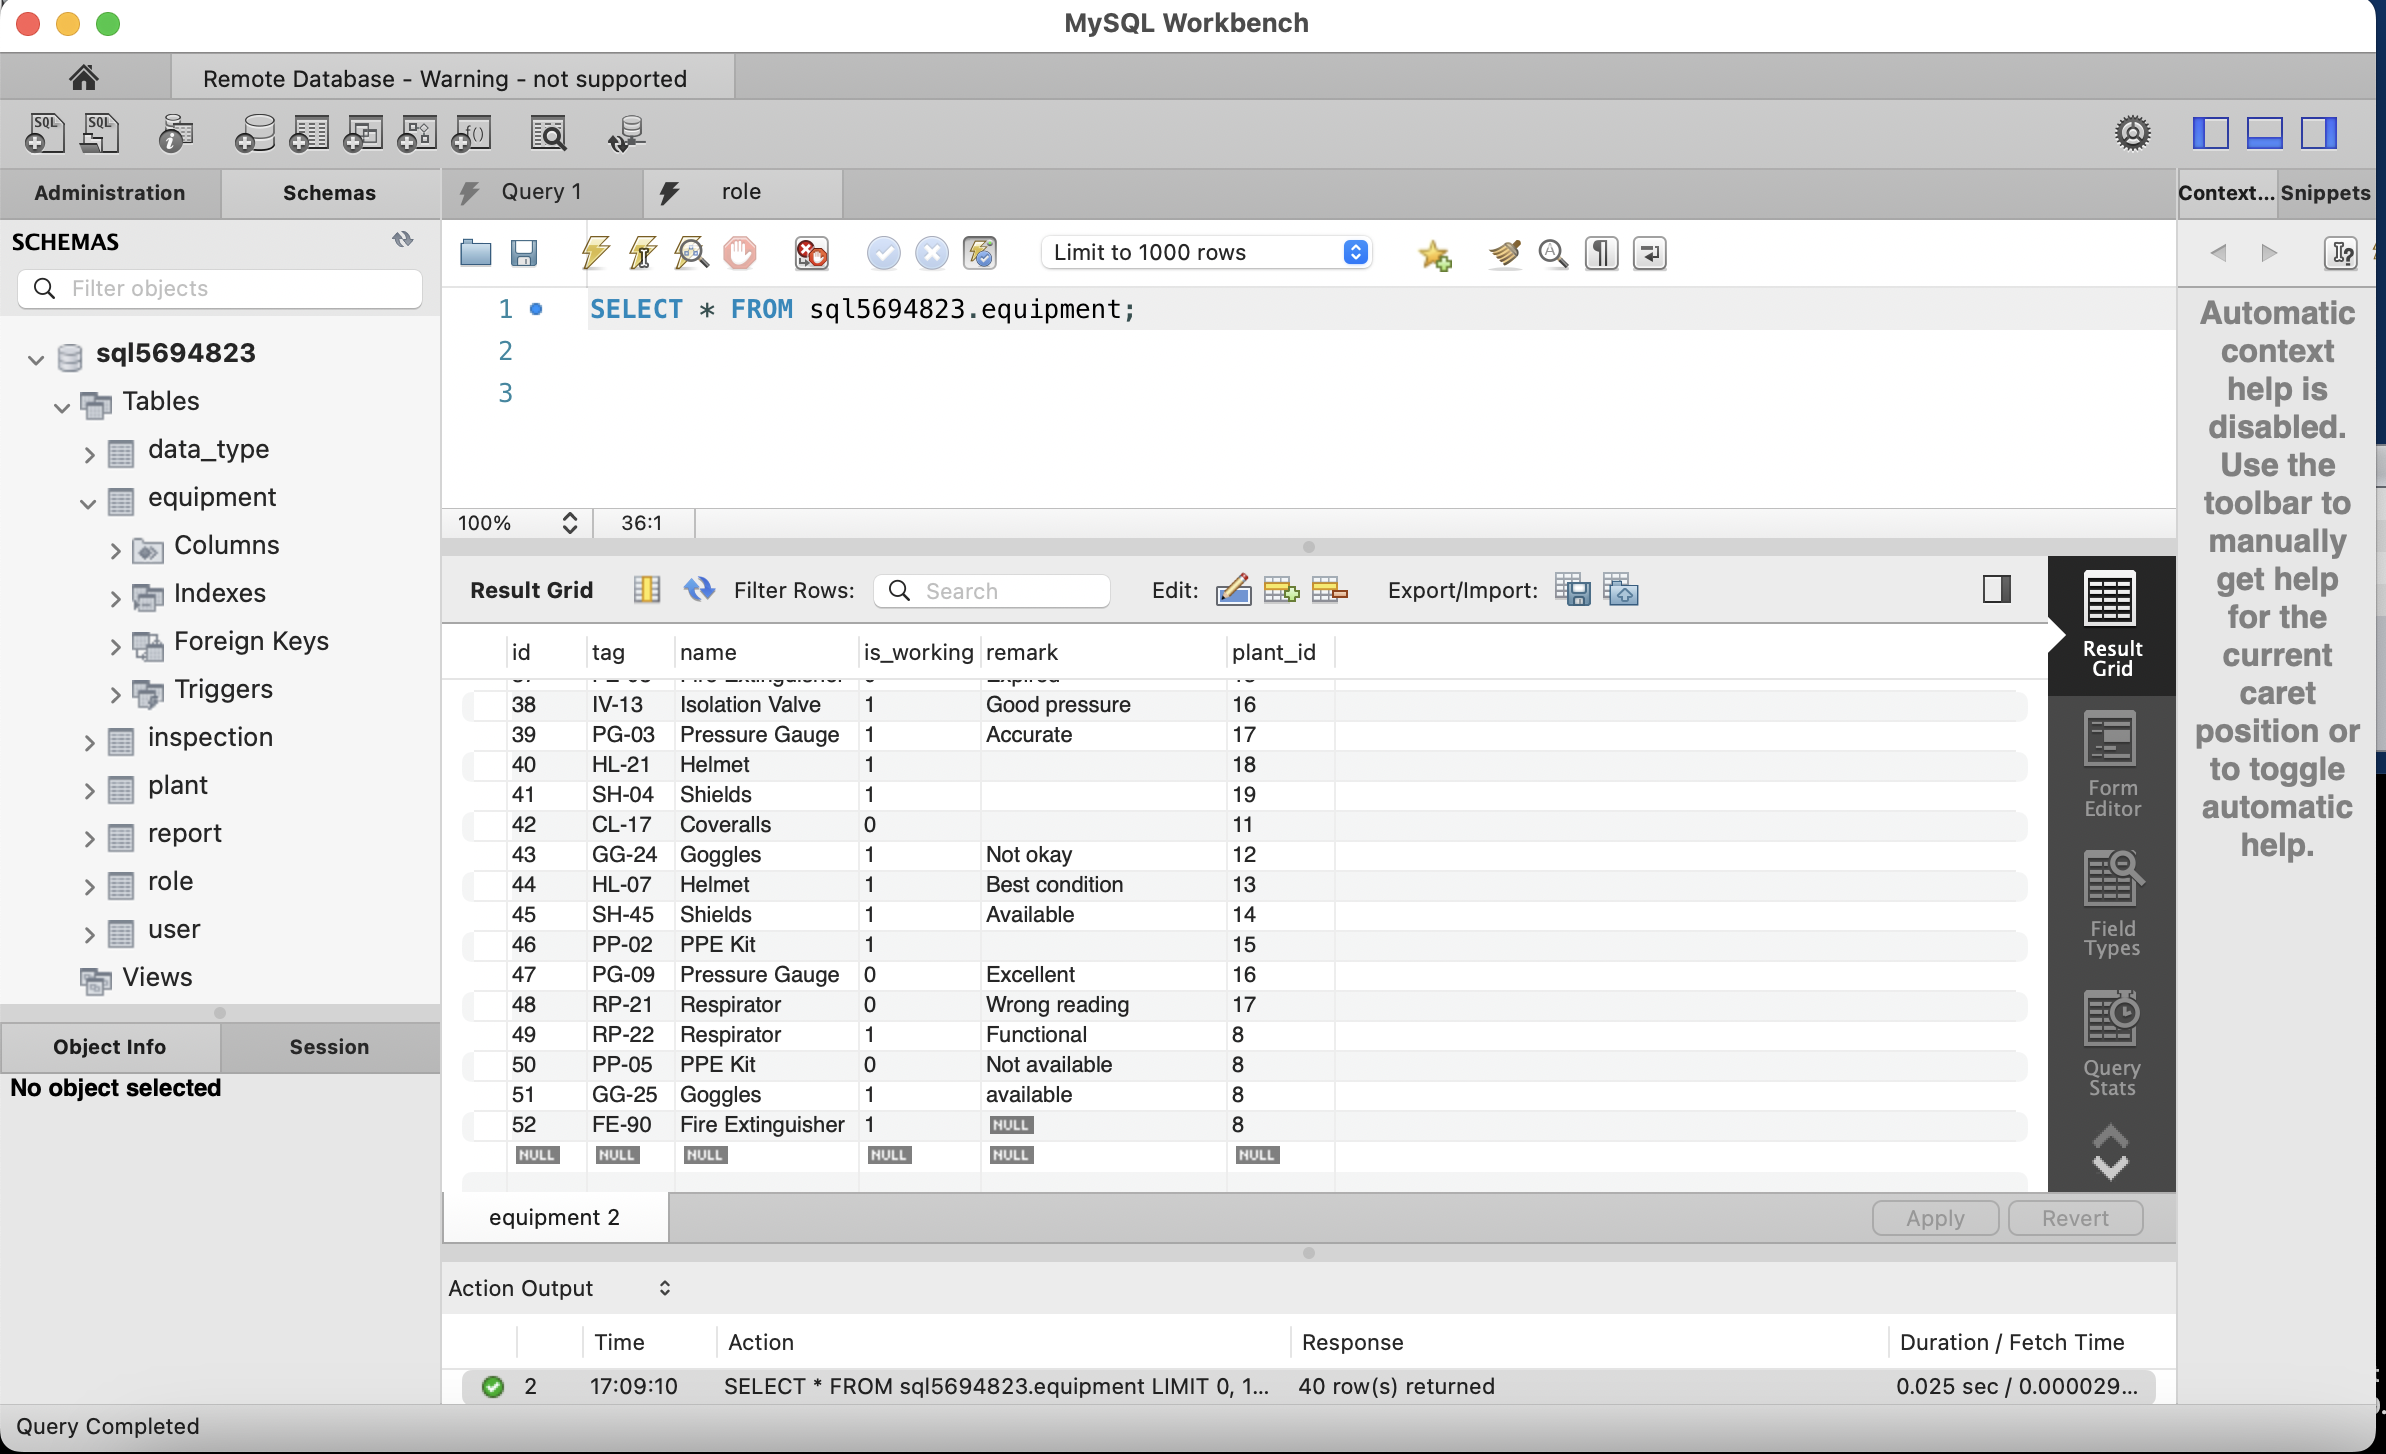 MySQL Workbench
Remote Database - Warning - not supported
SQL SQL i f()
Administration Schemas Query 1 role Context... Snippets
SCHEMAS Limit to 1000 rows
Filter objects
1 SELECT * FROM sql5694823.equipment;
2
3
sql5694823
Tables
data_type
equipment
Columns
Indexes
Foreign Keys
Triggers
inspection
plant
report
role
user
Views
Object Info Session
No object selected
100% 36:1
Result Grid Filter Rows: Search Edit: Export/Import:
id tag name is_working remark plant_id
38 IV-13 Isolation Valve 1 Good pressure 16
39 PG-03 Pressure Gauge 1 Accurate 17
40 HL-21 Helmet 1 18
41 SH-04 Shields 1 19
42 CL-17 Coveralls 0 11
43 GG-24 Goggles 1 Not okay 12
44 HL-07 Helmet 1 Best condition 13
45 SH-45 Shields 1 Available 14
46 PP-02 PPE Kit 1 15
47 PG-09 Pressure Gauge 0 Excellent 16
48 RP-21 Respirator 0 Wrong reading 17
49 RP-22 Respirator 1 Functional 8
50 PP-05 PPE Kit 0 Not available 8
51 GG-25 Goggles 1 available 8
52 FE-90 Fire Extinguisher 1 NULL 8
NULL NULL NULL NULL NULL NULL
Result
Grid
Form
Editor
Field
Types
Query
Stats
Automatic
context
help is
disabled.
Use the
toolbar to
manually
get help
for the
current
caret
position or
to toggle
automatic
help.
equipment 2 Apply Revert
Action Output
Time Action Response Duration / Fetch Time
2 17:09:10 SELECT * FROM sql5694823.equipment LIMIT 0, 1... 40 row(s) returned 0.025 sec / 0.000029...
Query Completed